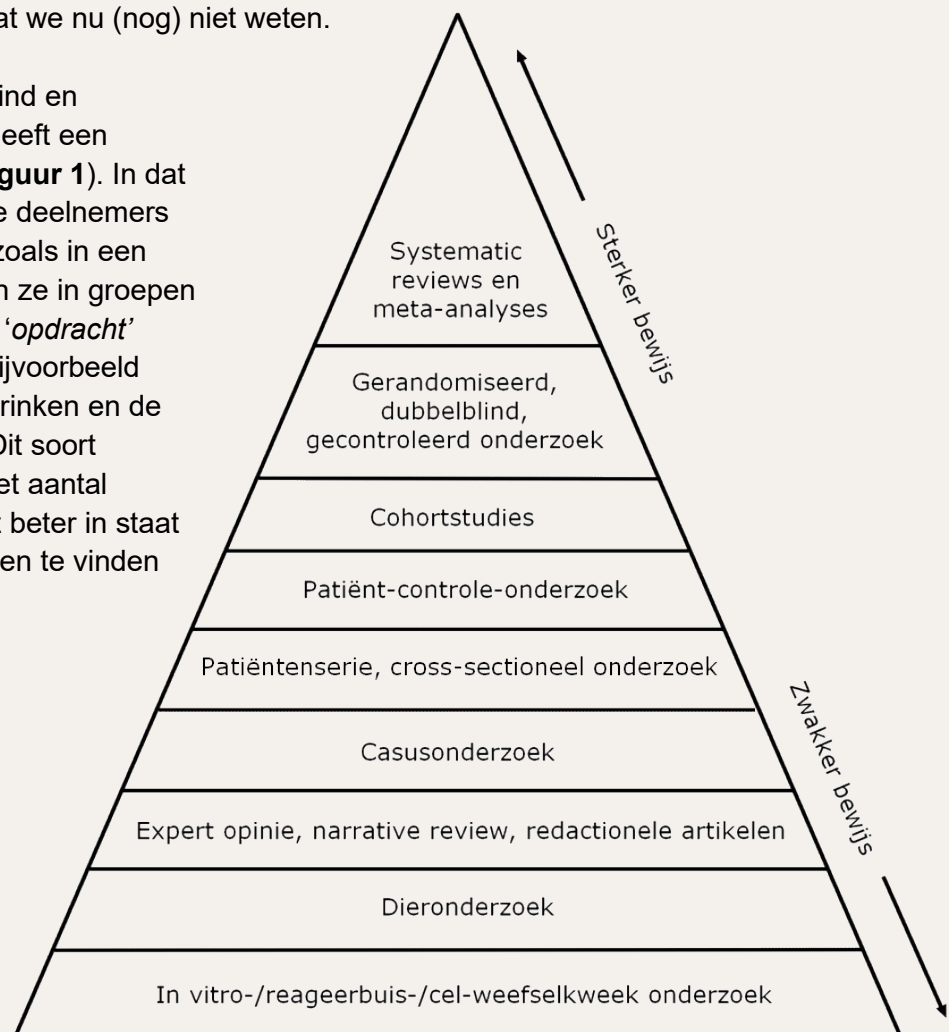 at we nu (nog) niet weten.
ind en
eeft een
guur 1). In dat
e deelnemers
zoals in een
n ze in groepen
'opdracht'
ijvoorbeeld
rinken en de
Dit soort
et aantal
t beter in staat
en te vinden
Sterker bewijs
Systematic
reviews en
meta-analyses
Gerandomiseerd,
dubbelblind,
gecontroleerd onderzoek
Cohortstudies
Patiënt-controle-onderzoek
Patiëntenserie, cross-sectioneel onderzoek
Casusonderzoek
Expert opinie, narrative review, redactionele artikelen
Dieronderzoek
In vitro-/reageerbuis-/cel-weefselkweek onderzoek
Zwakker bewijs